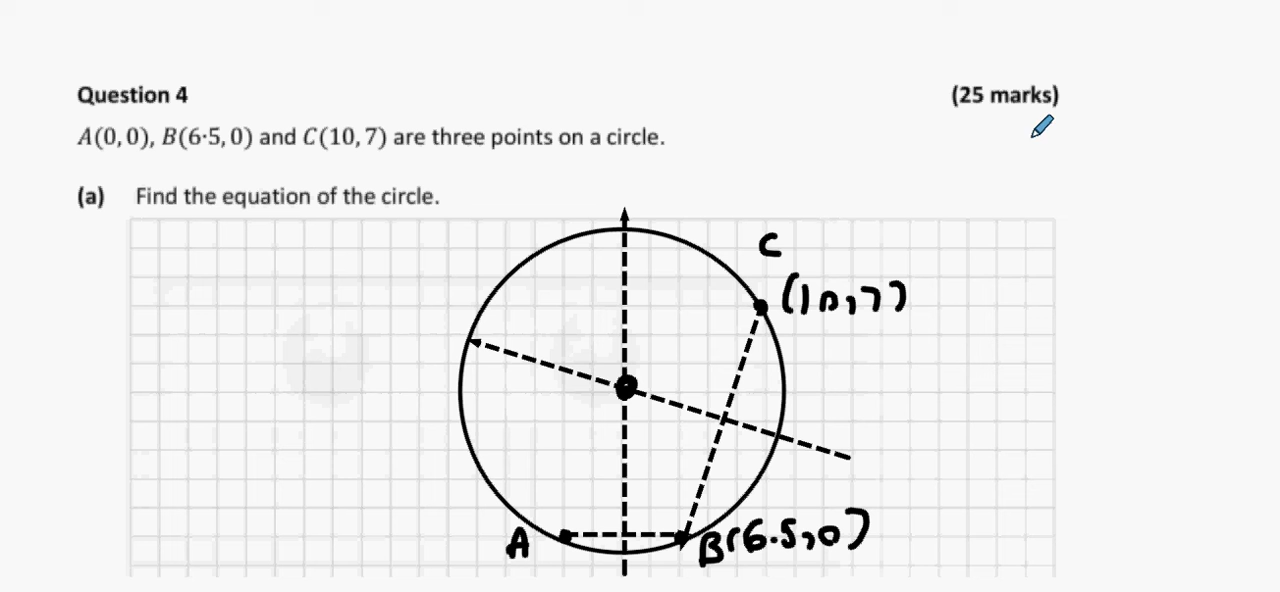 Question 4 (25 marks)
A(0, 0), B(6·5, 0) and C(10, 7) are three points on a circle.
(a) Find the equation of the circle.
C
(10,7)
A
B(6.5,0)